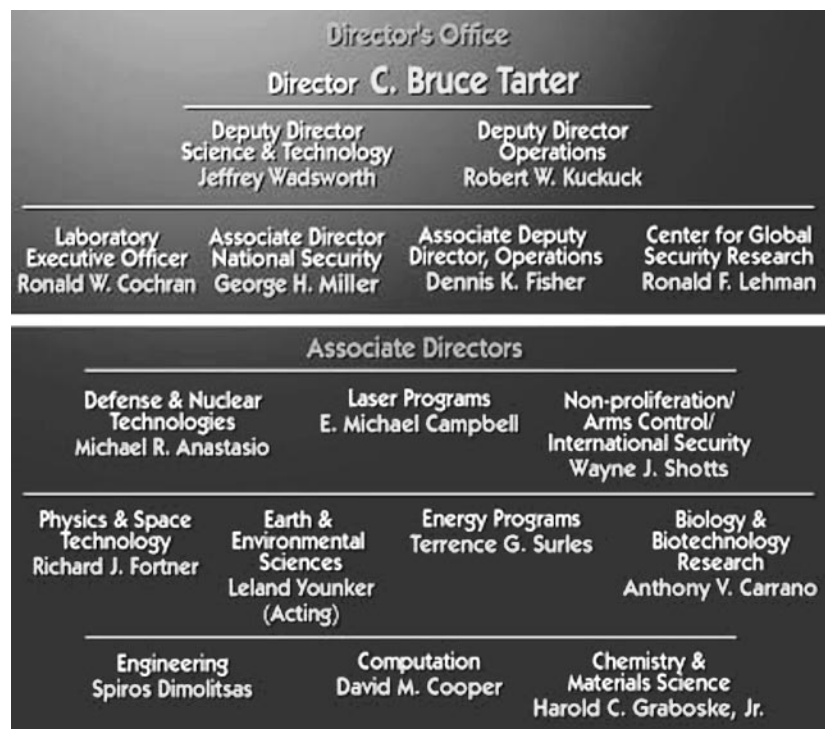 Director's Office
Director C. Bruce Tarter
Deputy Director
Science & Technology
Jeffrey Wadsworth
Deputy Director
Operations
Robert W. Kuckuck
Laboratory
Executive Officer
Ronald W. Cochran
Associate Director
National Security
George H. Miller
Associate Deputy
Director, Operations
Dennis K. Fisher
Center for Global
Security Research
Ronald F. Lehman
Associate Directors
Defense & Nuclear
Technologies
Michael R. Anastasio
Laser Programs
E. Michael Campbell
Non-proliferation/
Arms Control/
International Security
Wayne J. Shotts
Physics & Space
Technology
Richard J. Fortner
Earth &
Environmental
Sciences
Leland Younker
(Acting)
Energy Programs
Terrence G. Surles
Biology &
Biotechnology
Research
Anthony V. Carrano
Engineering
Spiros Dimolitsas
Computation
David M. Cooper
Chemistry &
Materials Science
Harold C. Graboske, Jr.